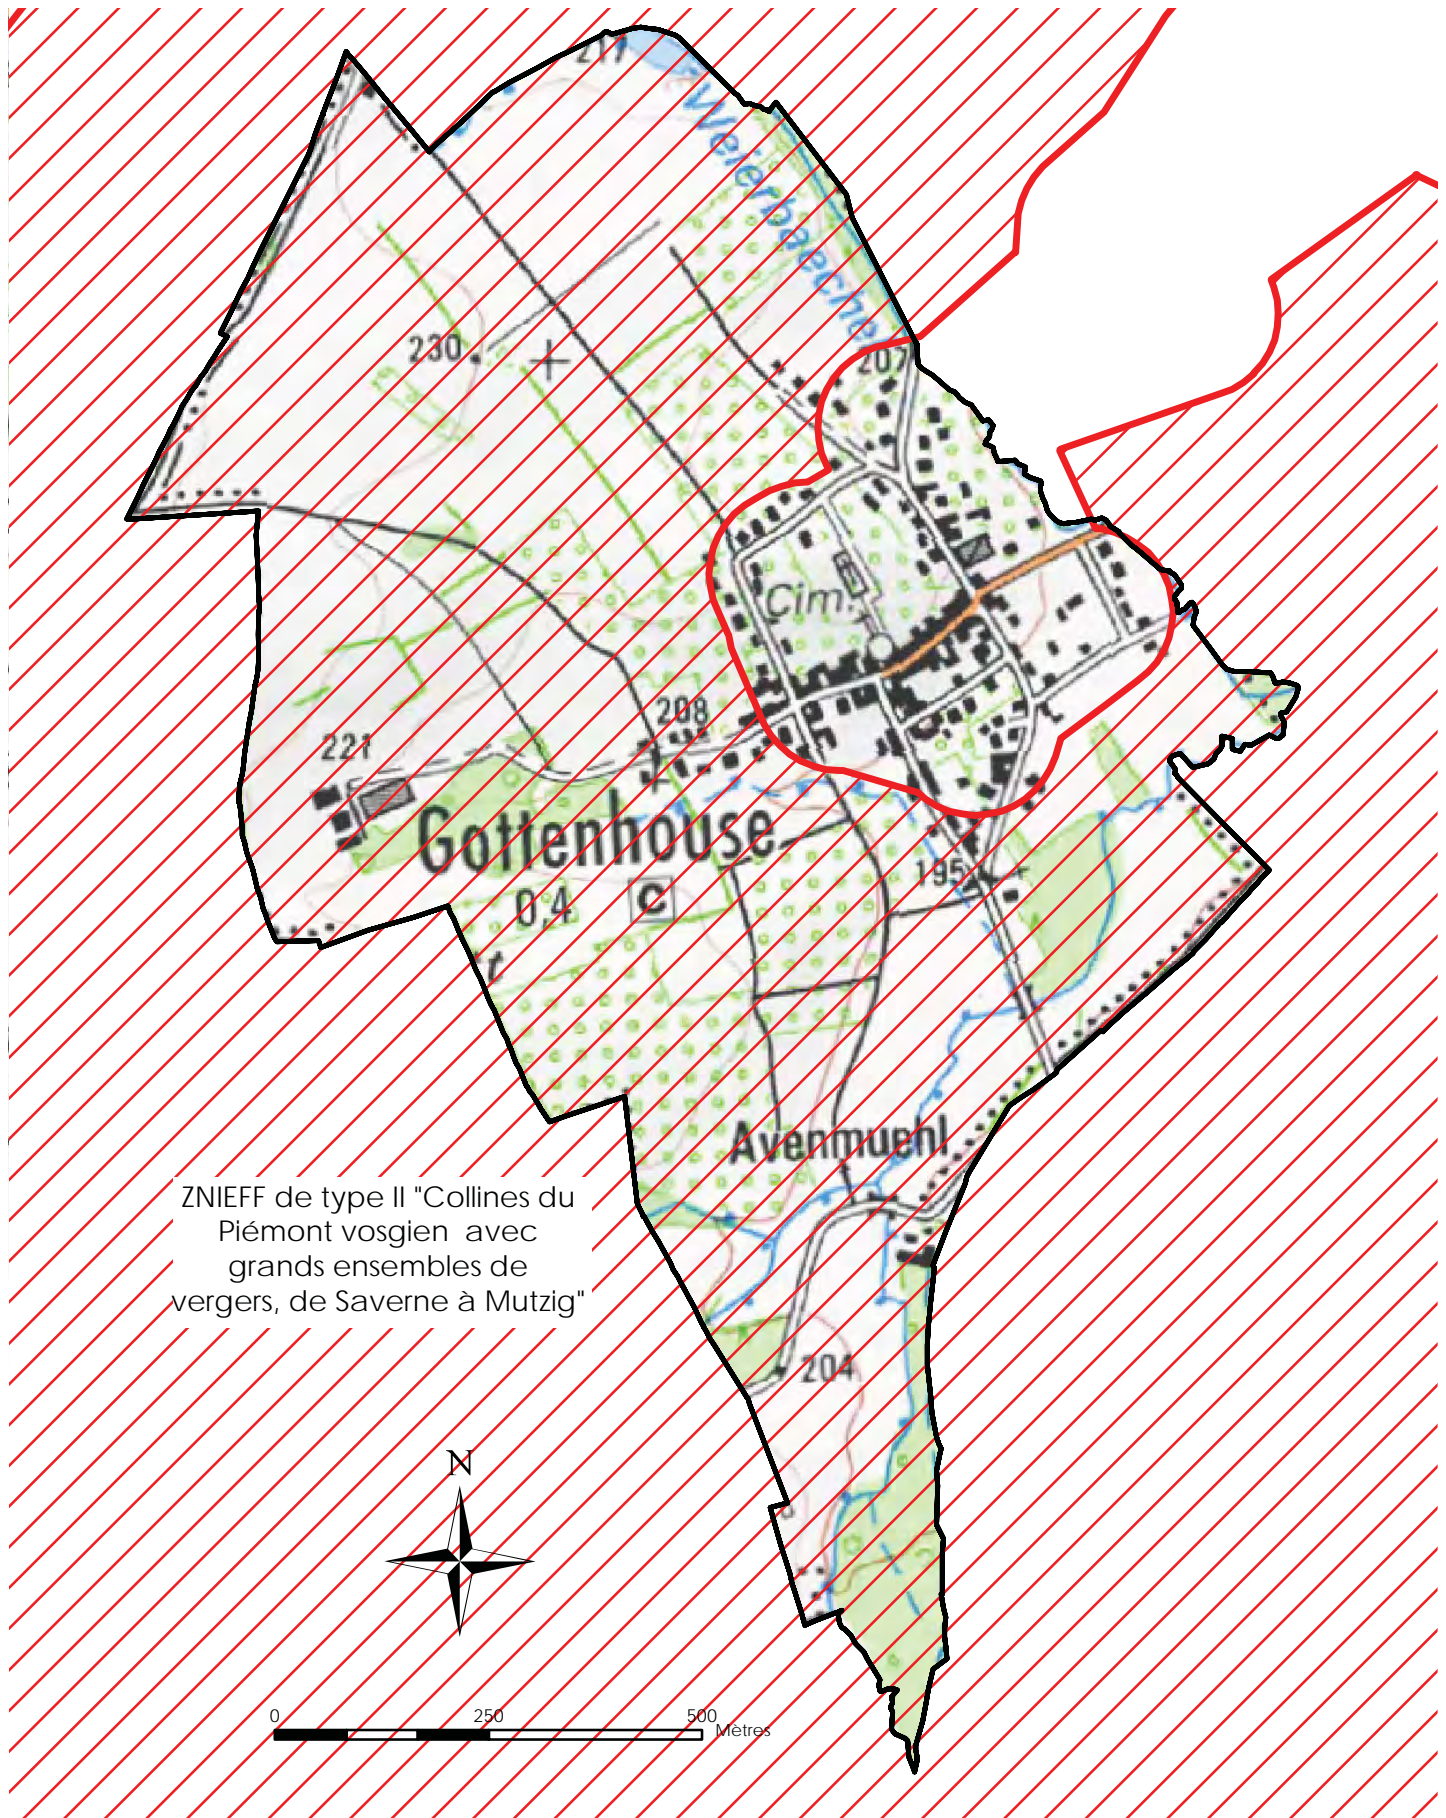 217
Weierbaechel
230
207
Cim.
208
221
Gottenhouse
0,4
C
195
t
Avenmuehl
ZNIEFF de type II "Collines du
Piémont vosgien avec
grands ensembles de
vergers, de Saverne à Mutzig"
204
N
0 250 500
Mètres